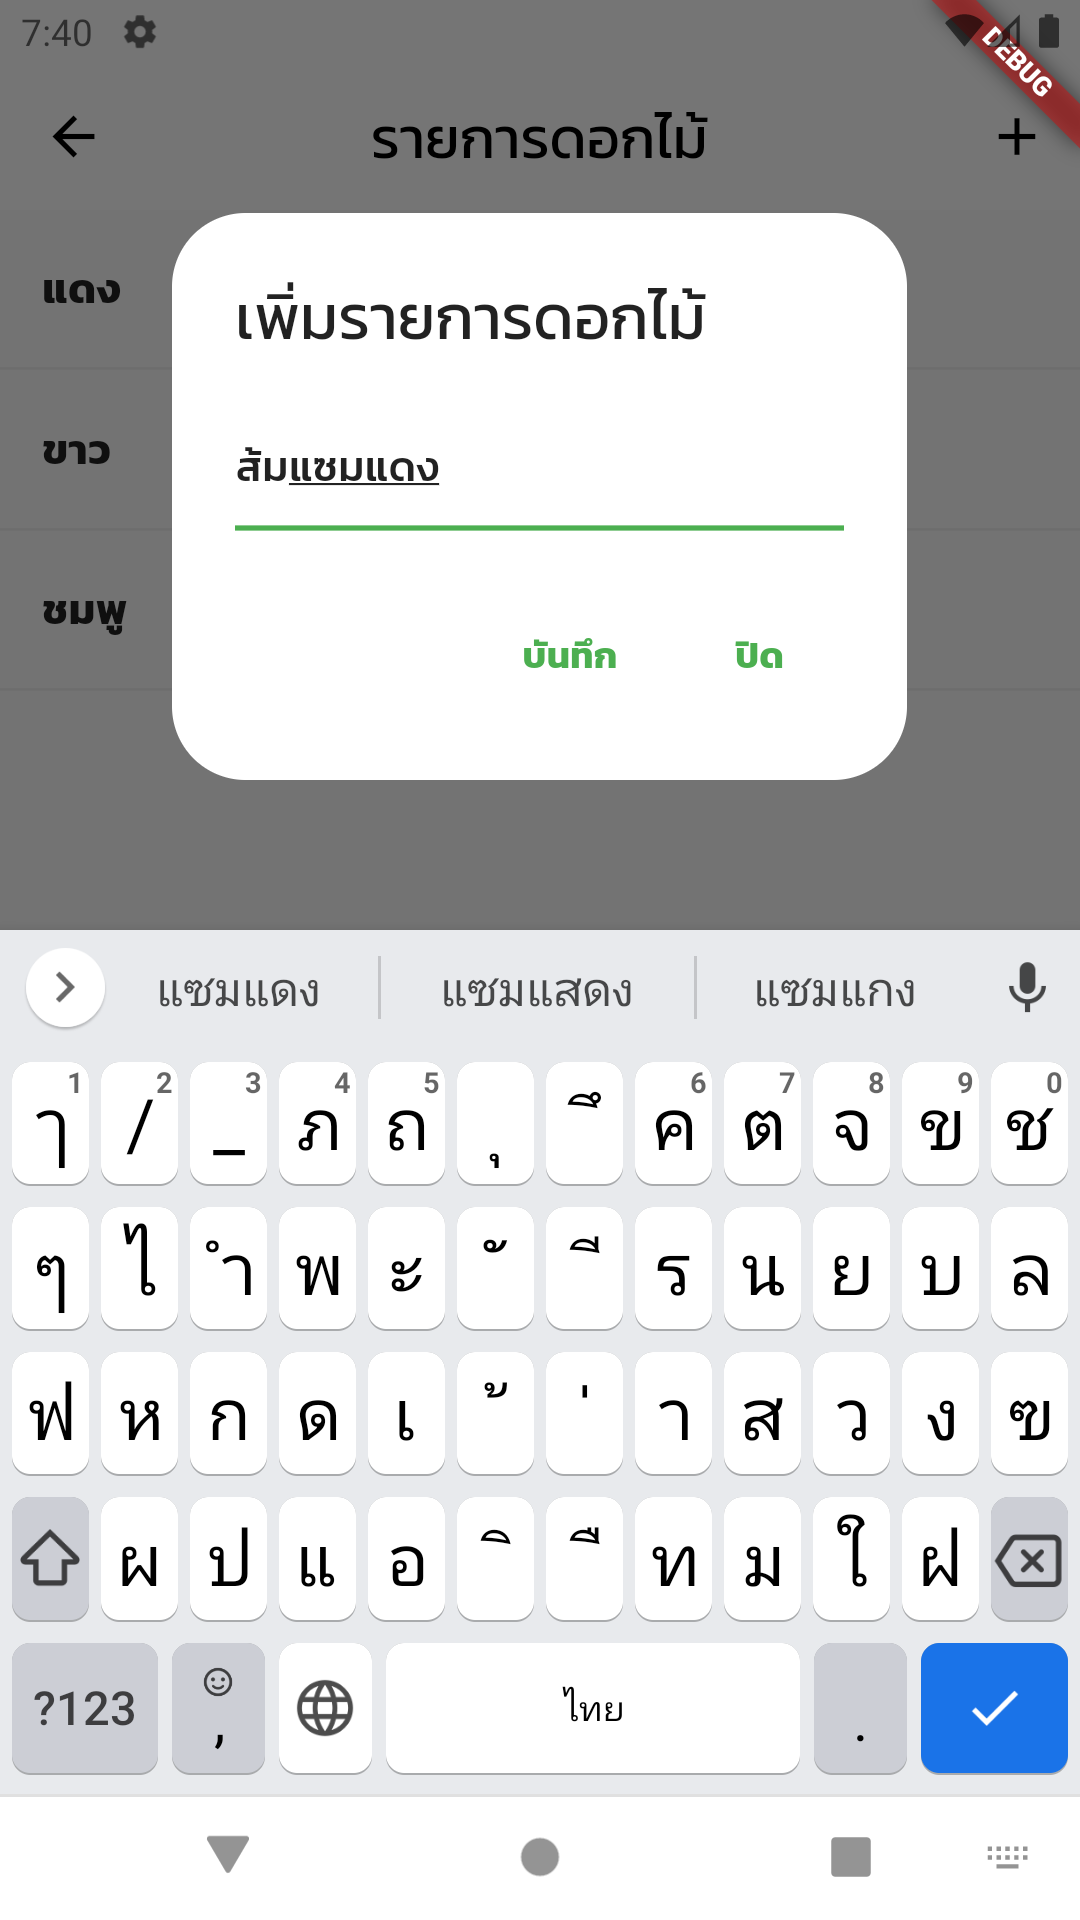 7:40
DEBUG
รายการดอกไม้
แดง
ขาว
ชมพู
เพิ่มรายการดอกไม้
ส้มแซมแดง
บันทึก ปิด
แซมแดง แซมแสดง แซมแกง
1 2 3 4 5 6 7 8 9 0
ๅ / _ ภ ถ ุ ึ ค ต จ ข ช
ๆ ไ ำ พ ะ ั ี ร น ย บ ล
ฟ ห ก ด เ ้ ่ า ส ว ง ฃ
ผ ป แ อ ิ ื ท ม ใ ฝ
?123 , ไทย .